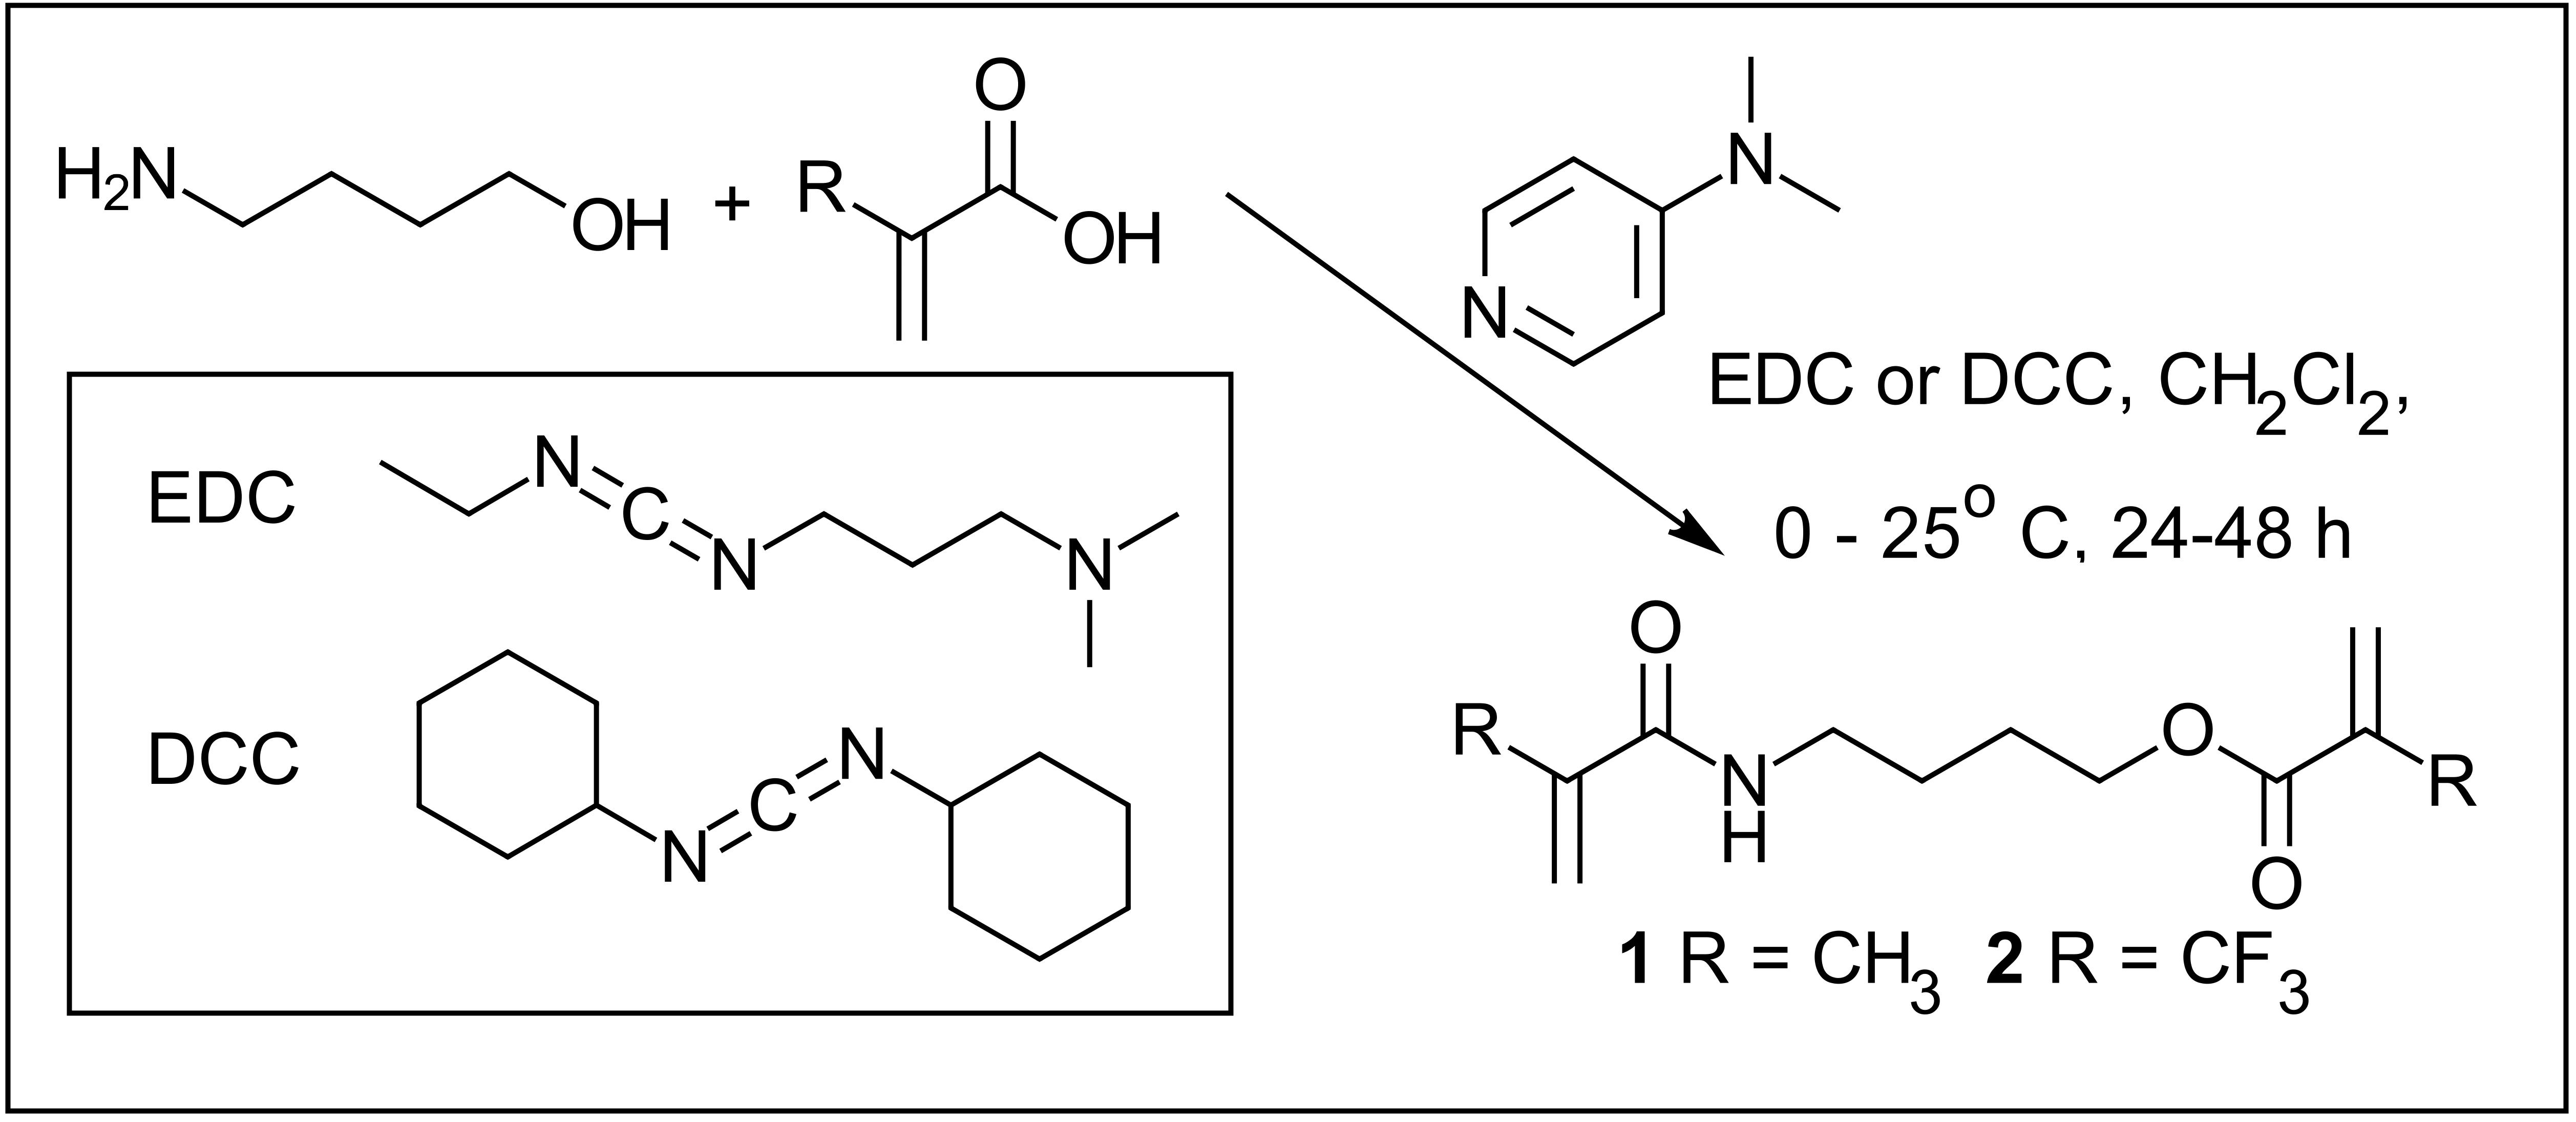 H2N OH + R O OH
N N
EDC or DCC, CH2Cl2,
0 - 25o C, 24-48 h
EDC N C N N
DCC N C N
R O N H O O R
1 R = CH3 2 R = CF3